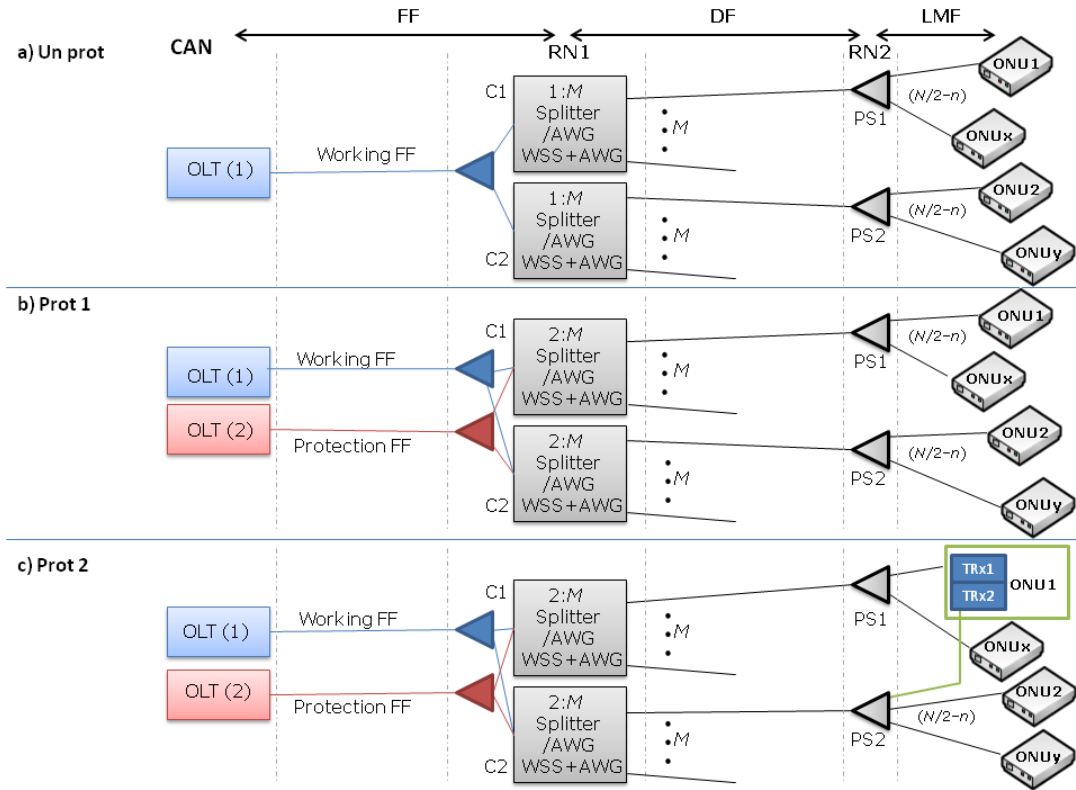 FF
DF
LMF
a) Un prot
CAN
RN1
RN2
C1
1:M
Splitter
/AWG
WSS+AWG
M
PS1
(N/2-n)
ONU1
ONUx
OLT (1)
Working FF
1:M
Splitter
/AWG
WSS+AWG
C2
M
PS2
(N/2-n)
ONU2
ONUy
b) Prot 1
C1
2:M
Splitter
/AWG
WSS+AWG
M
PS1
(N/2-n)
ONU1
ONUx
OLT (1)
Working FF
OLT (2)
Protection FF
2:M
Splitter
/AWG
WSS+AWG
C2
M
PS2
(N/2-n)
ONU2
ONUy
c) Prot 2
C1
2:M
Splitter
/AWG
WSS+AWG
M
PS1
TRx1
TRx2
ONU1
ONUx
OLT (1)
Working FF
OLT (2)
Protection FF
2:M
Splitter
/AWG
WSS+AWG
C2
M
PS2
(N/2-n)
ONU2
ONUy